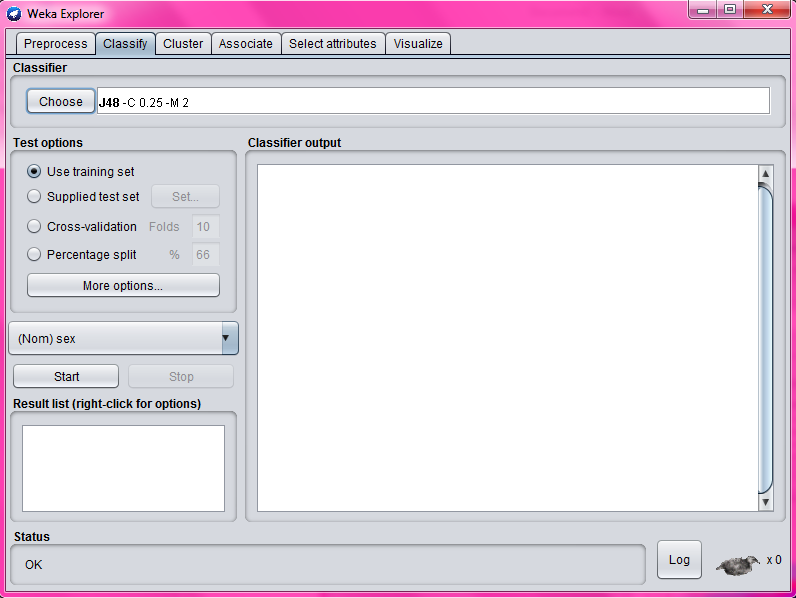 Weka Explorer
Preprocess Classify Cluster Associate Select attributes Visualize
Classifier
Choose J48 -C 0.25 -M 2
Test options
Use training set
Supplied test set Set...
Cross-validation Folds 10
Percentage split % 66
More options...
(Nom) sex
Start Stop
Result list (right-click for options)
Classifier output
Status
OK
Log
x 0